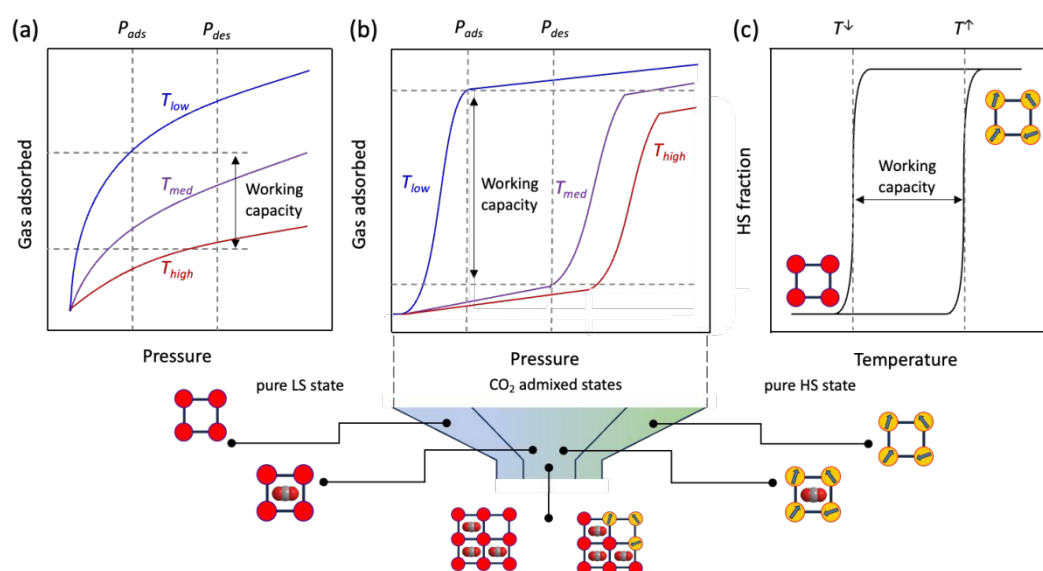 (a)
P_ads
P_des
Gas adsorbed
T_low
T_med
T_high
Working
capacity
Pressure
(b)
P_ads
P_des
Gas adsorbed
T_low
Working
capacity
T_med
T_high
HS fraction
Pressure
(c)
T↓
T↑
Working
capacity
Temperature
pure LS state
CO₂ admixed states
pure HS state